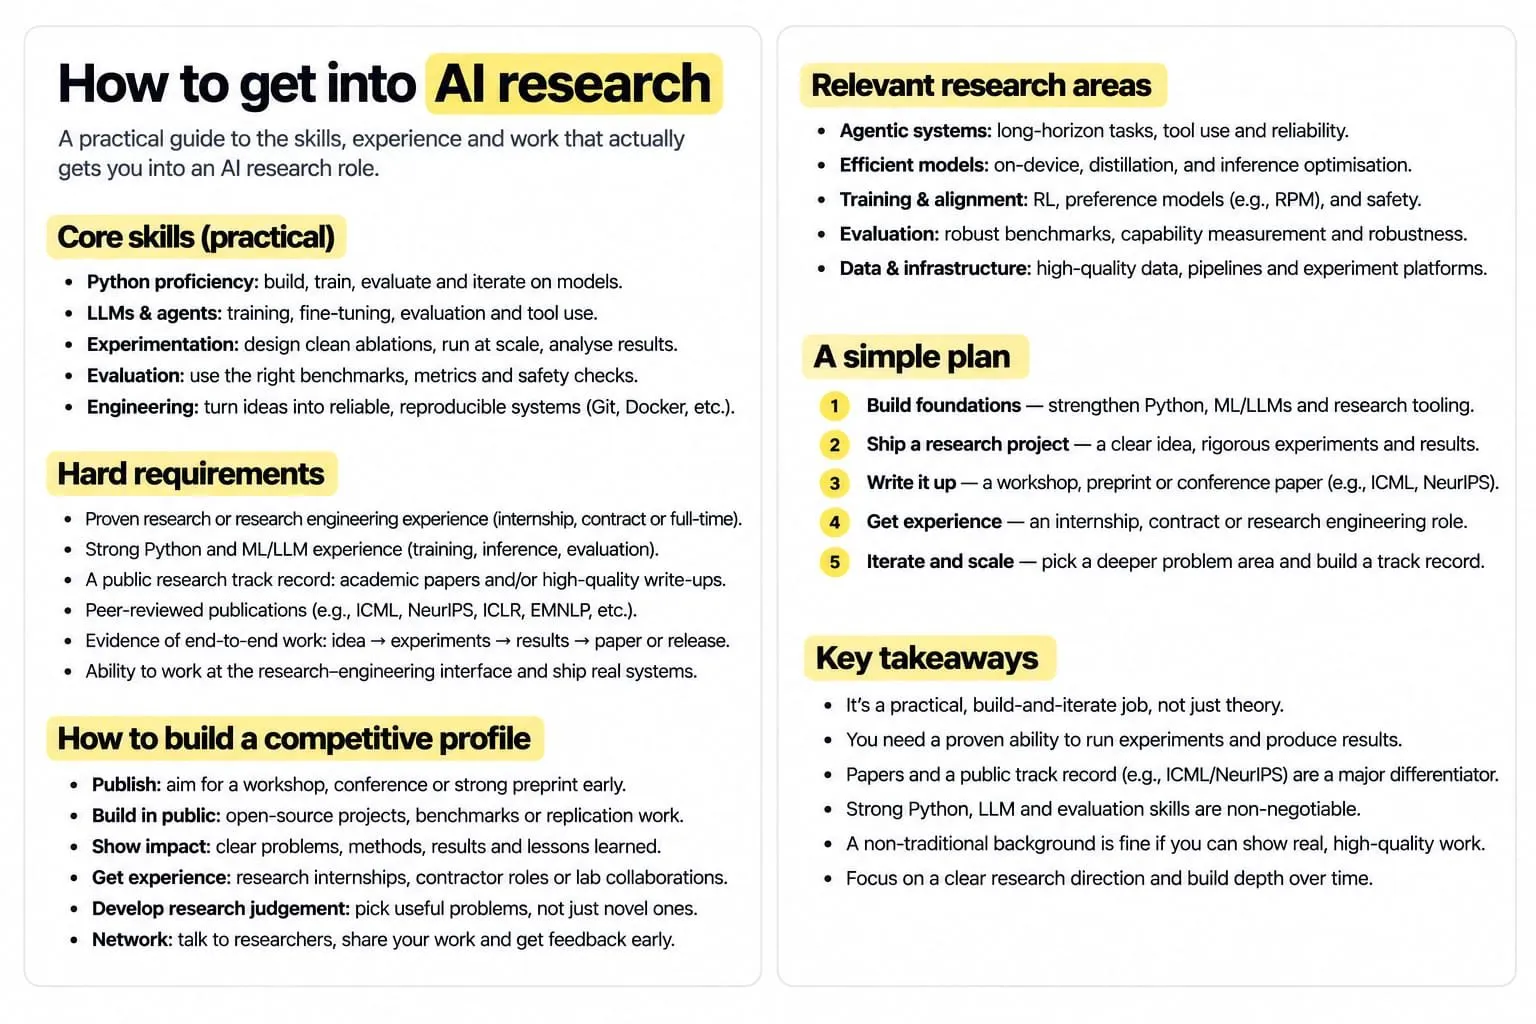 How to get into AI research
A practical guide to the skills, experience and work that actually
gets you into an AI research role.
Core skills (practical)
• Python proficiency: build, train, evaluate and iterate on models.
• LLMs & agents: training, fine-tuning, evaluation and tool use.
• Experimentation: design clean ablations, run at scale, analyse results.
• Evaluation: use the right benchmarks, metrics and safety checks.
• Engineering: turn ideas into reliable, reproducible systems (Git, Docker, etc.).
Hard requirements
• Proven research or research engineering experience (internship, contract or full-time).
• Strong Python and ML/LLM experience (training, inference, evaluation).
• A public research track record: academic papers and/or high-quality write-ups.
• Peer-reviewed publications (e.g., ICML, NeurIPS, ICLR, EMNLP, etc.).
• Evidence of end-to-end work: idea → experiments → results → paper or release.
• Ability to work at the research–engineering interface and ship real systems.
How to build a competitive profile
• Publish: aim for a workshop, conference or strong preprint early.
• Build in public: open-source projects, benchmarks or replication work.
• Show impact: clear problems, methods, results and lessons learned.
• Get experience: research internships, contractor roles or lab collaborations.
• Develop research judgement: pick useful problems, not just novel ones.
• Network: talk to researchers, share your work and get feedback early.
Relevant research areas
• Agentic systems: long-horizon tasks, tool use and reliability.
• Efficient models: on-device, distillation, and inference optimisation.
• Training & alignment: RL, preference models (e.g., RPM), and safety.
• Evaluation: robust benchmarks, capability measurement and robustness.
• Data & infrastructure: high-quality data, pipelines and experiment platforms.
A simple plan
1 Build foundations — strengthen Python, ML/LLMs and research tooling.
2 Ship a research project — a clear idea, rigorous experiments and results.
3 Write it up — a workshop, preprint or conference paper (e.g., ICML, NeurIPS).
4 Get experience — an internship, contract or research engineering role.
5 Iterate and scale — pick a deeper problem area and build a track record.
Key takeaways
• It's a practical, build-and-iterate job, not just theory.
• You need a proven ability to run experiments and produce results.
• Papers and a public track record (e.g., ICML/NeurIPS) are a major differentiator.
• Strong Python, LLM and evaluation skills are non-negotiable.
• A non-traditional background is fine if you can show real, high-quality work.
• Focus on a clear research direction and build depth over time.